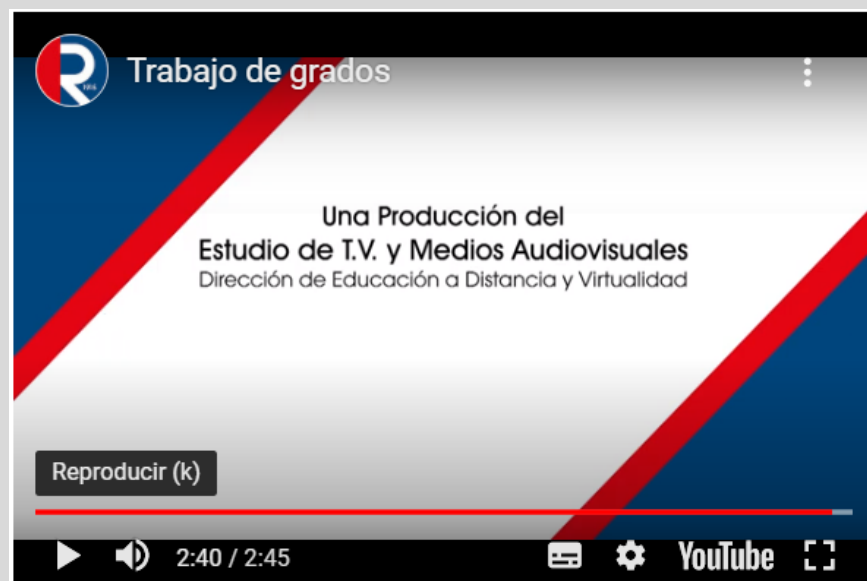 Trabajo de grados
Una Producción del
Estudio de T.V. y Medios Audiovisuales
Dirección de Educación a Distancia y Virtualidad
Reproducir (k)
2:40 / 2:45
YouTube